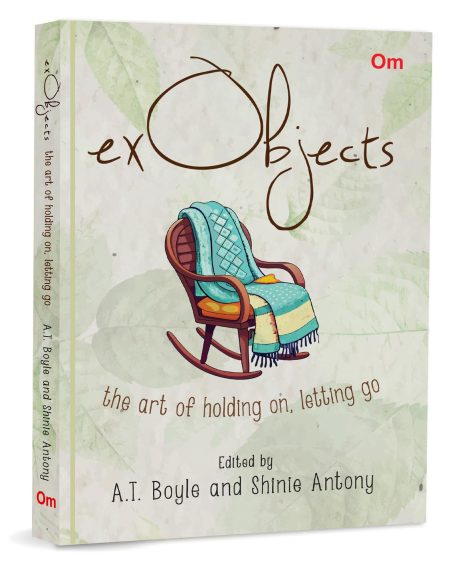 Om
exObjects
the art of holding on, letting go
Edited by
A.T. Boyle and Shinie Antony
exObjects the art of holding on, letting go A.T. Boyle and Shinie Antony Om